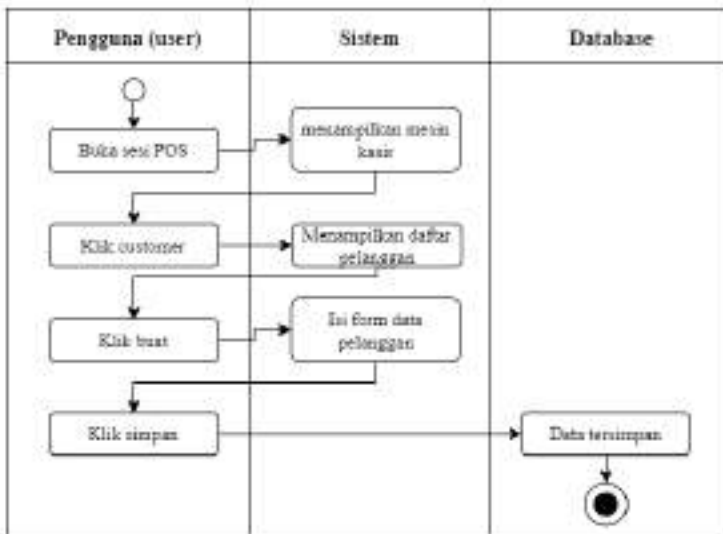 Pengguna (user)
Sistem
Database
Buka sesi POS
menampilkan mesin
kasir
Klik customer
Menampilkan daftar
pelanggan
Klik buat
Isi form data
pelanggan
Klik simpan
Data tersimpan